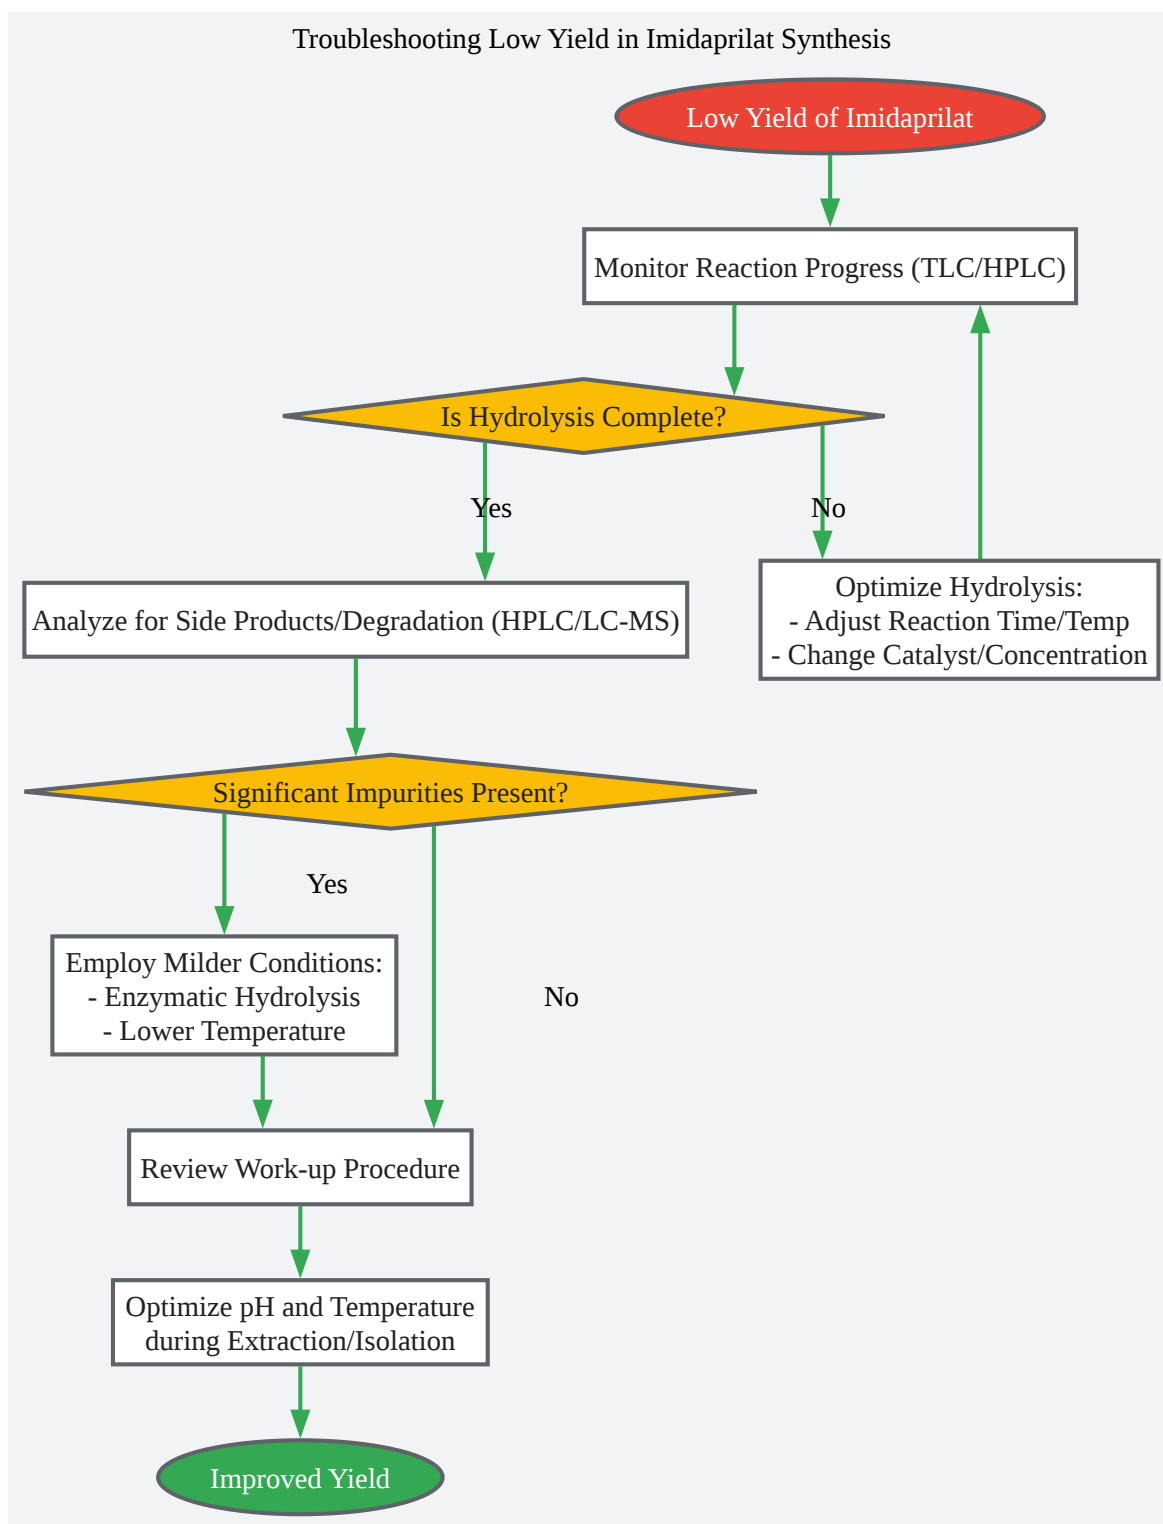 Troubleshooting Low Yield in Imidaprilat Synthesis
Low Yield of Imidaprilat
Monitor Reaction Progress (TLC/HPLC)
Is Hydrolysis Complete?
Yes
No
Optimize Hydrolysis:
- Adjust Reaction Time/Temp
- Change Catalyst/Concentration
Analyze for Side Products/Degradation (HPLC/LC-MS)
Significant Impurities Present?
Yes
No
Employ Milder Conditions:
- Enzymatic Hydrolysis
- Lower Temperature
Review Work-up Procedure
Optimize pH and Temperature
during Extraction/Isolation
Improved Yield